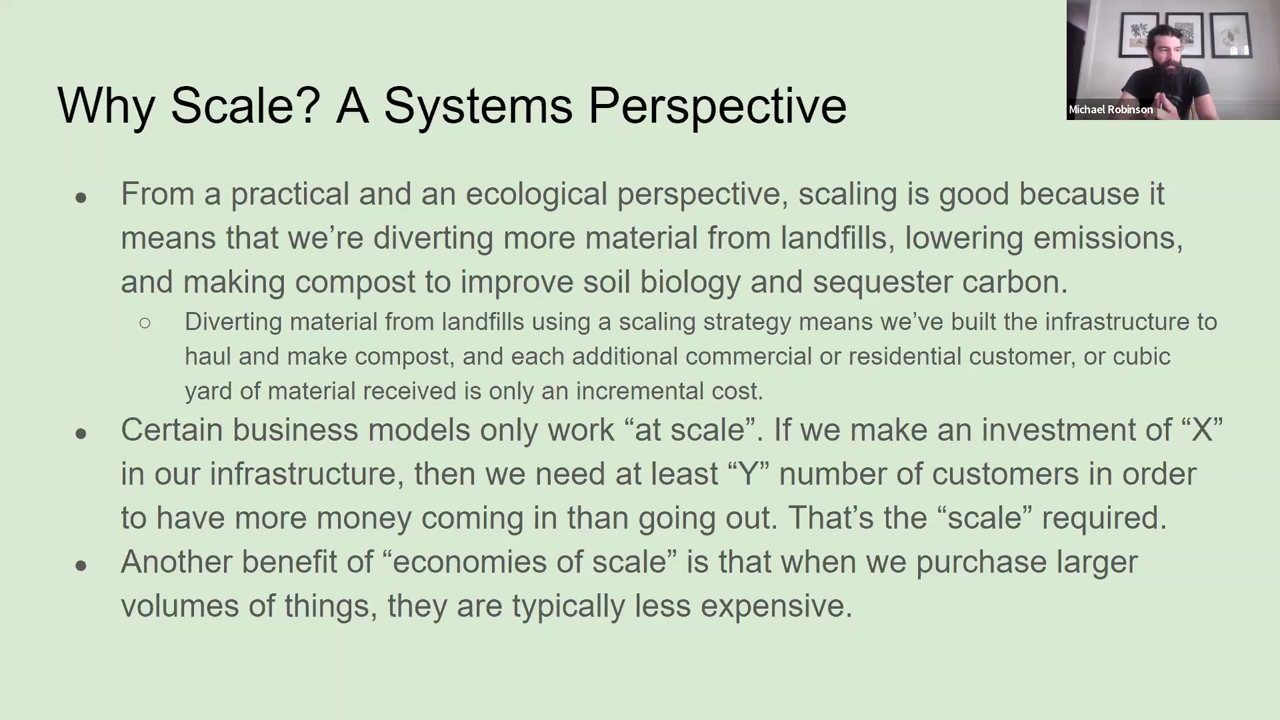 Michael Robinson
Why Scale? A Systems Perspective
● From a practical and an ecological perspective, scaling is good because it
means that we’re diverting more material from landfills, lowering emissions,
and making compost to improve soil biology and sequester carbon.
○ Diverting material from landfills using a scaling strategy means we’ve built the infrastructure to
haul and make compost, and each additional commercial or residential customer, or cubic
yard of material received is only an incremental cost.
● Certain business models only work “at scale”. If we make an investment of “X”
in our infrastructure, then we need at least “Y” number of customers in order
to have more money coming in than going out. That’s the “scale” required.
● Another benefit of “economies of scale” is that when we purchase larger
volumes of things, they are typically less expensive.